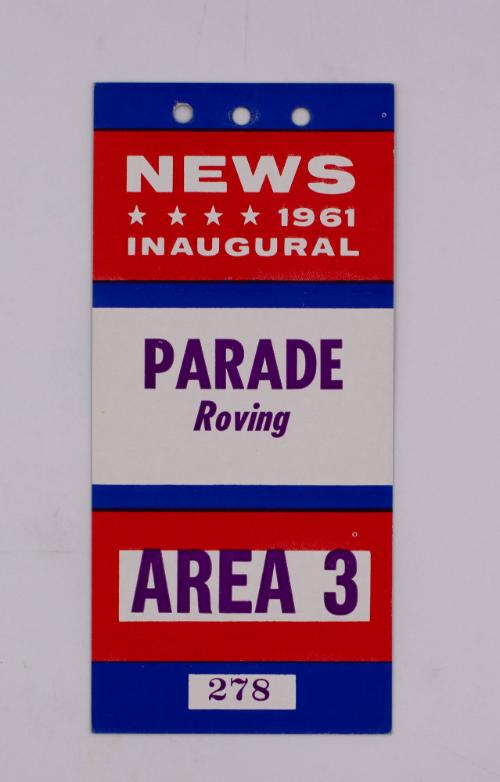 NEWS
★ ★ ★ ★ 1961
INAUGURAL
PARADE
Roving
AREA 3
278